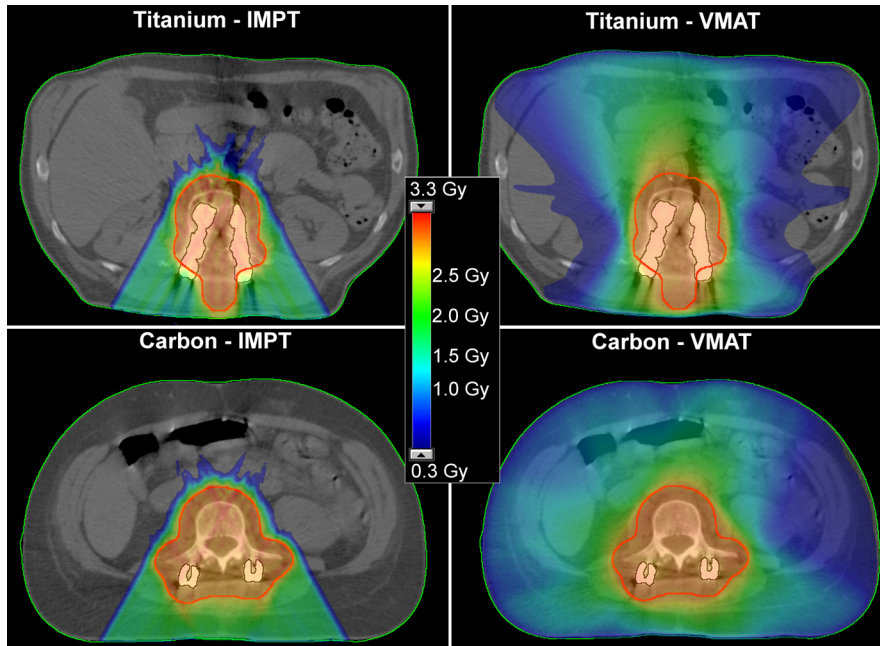 Titanium - IMPT
Titanium - VMAT
3.3 Gy
2.5 Gy
2.0 Gy
1.5 Gy
1.0 Gy
0.3 Gy
Carbon - IMPT
Carbon - VMAT